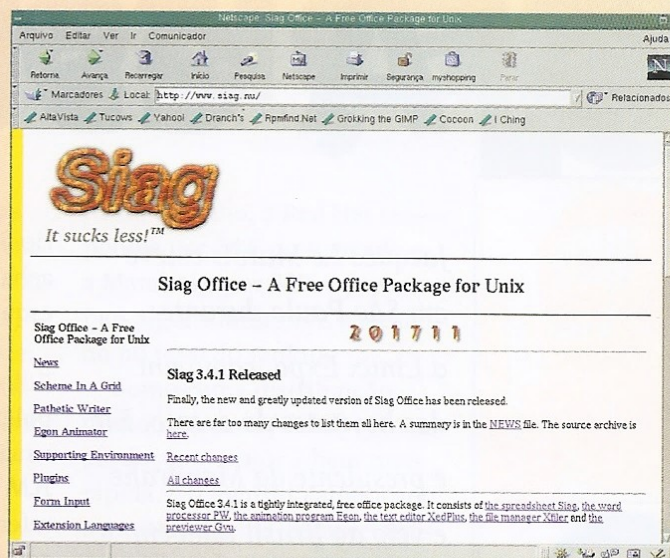 Netscape: Siag Office - A Free Office Package for Unix
Arquivo Editar Ver Ir Comunicador Ajuda
Retorna Avança Recarregar Início Pesquisa Netscape Imprimir Segurança myshopping Parar N
Marcadores Local: http://www.siag.nu/ Relacionados
AltaVista Tucows Yahoo! Dranch's Rpmfind.Net Grokking the GIMP Cocoon I Ching
Siag
It sucks less!™
Siag Office – A Free Office Package for Unix
Siag Office – A Free
Office Package for Unix
News
Scheme In A Grid
Pathetic Writer
Egon Animator
Supporting Environment
Plugins
Form Input
Extension Languages
201711
Siag 3.4.1 Released
Finally, the new and greatly updated version of Siag Office has been released.
There are far too many changes to list them all here. A summary is in the NEWS file. The source archive is
here.
Recent changes
All changes
Siag Office 3.4.1 is a tightly integrated, free office package. It consists of the spreadsheet Siag, the word
processor PW, the animation program Egon, the text editor XedPlus, the file manager Xfiler and the
previewer Gvu.